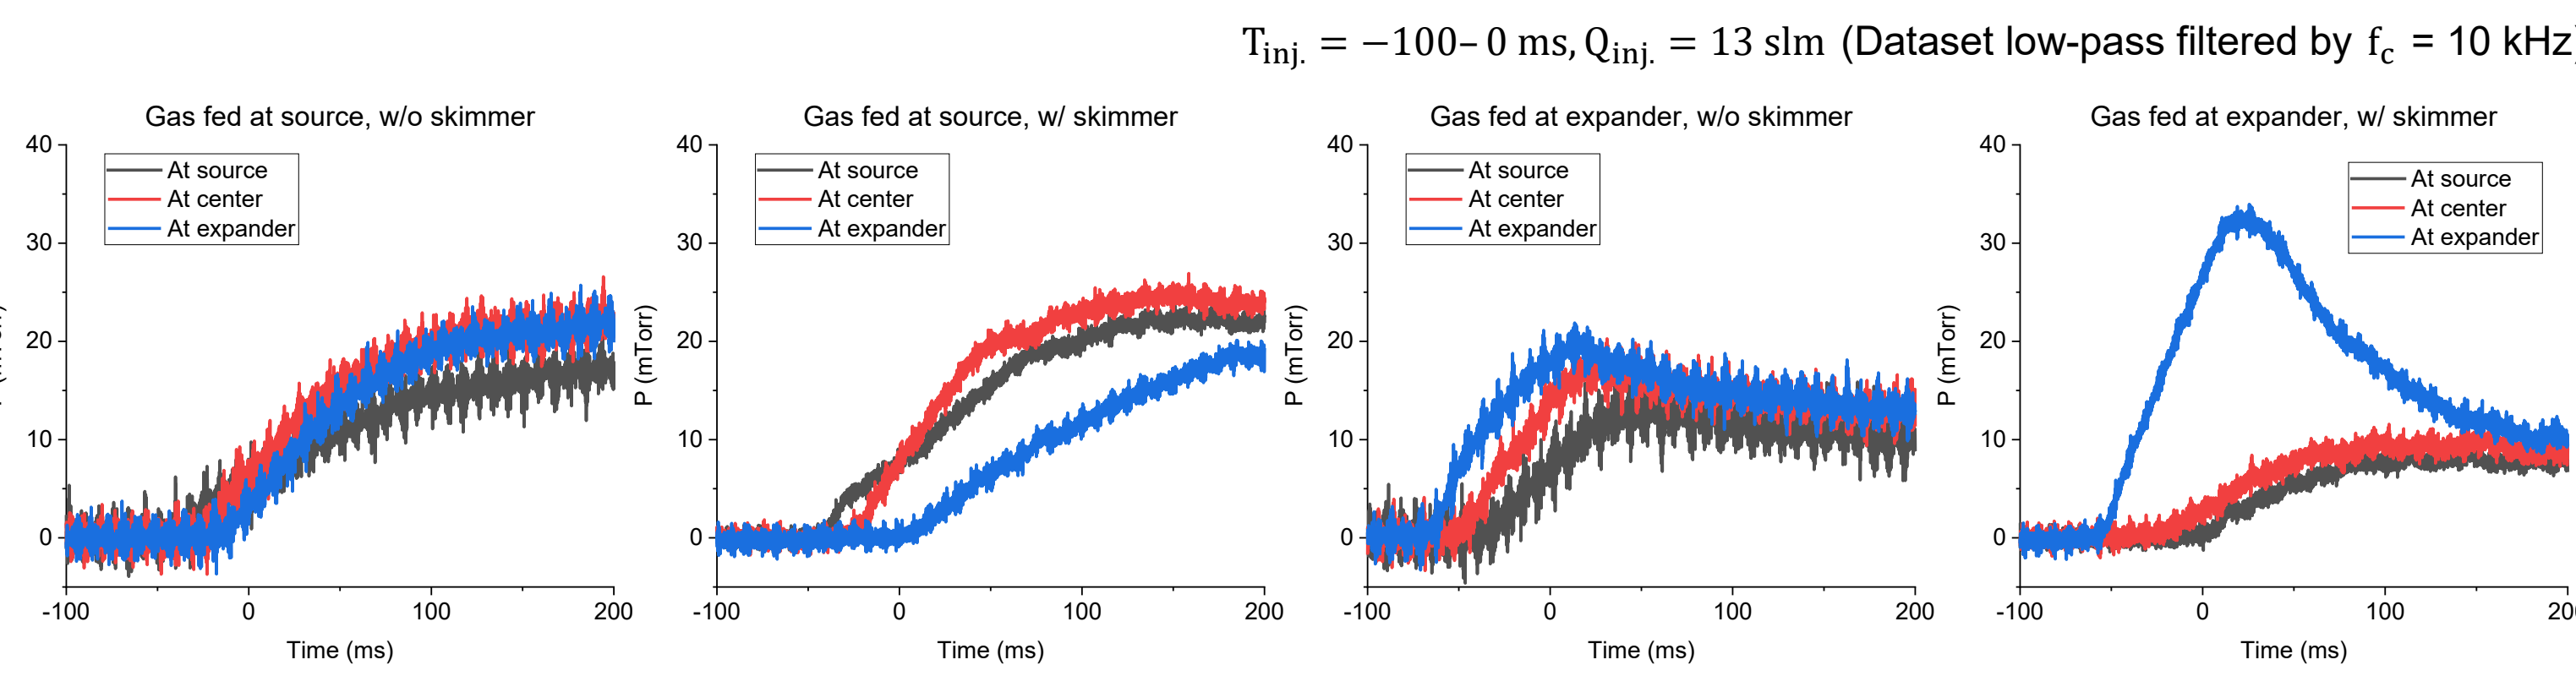 T_inj. = −100– 0 ms, Q_inj. = 13 slm (Dataset low-pass filtered by f_c = 10 kHz)
Gas fed at source, w/o skimmer
40
30
20
10
0
At source
At center
At expander
-100
0
100
200
Time (ms)
Gas fed at source, w/ skimmer
P (mTorr)
40
30
20
10
0
At source
At center
At expander
-100
0
100
200
Time (ms)
Gas fed at expander, w/o skimmer
P (mTorr)
40
30
20
10
0
At source
At center
At expander
-100
0
100
200
Time (ms)
Gas fed at expander, w/ skimmer
P (mTorr)
40
30
20
10
0
At source
At center
At expander
-100
0
100
Time (ms)